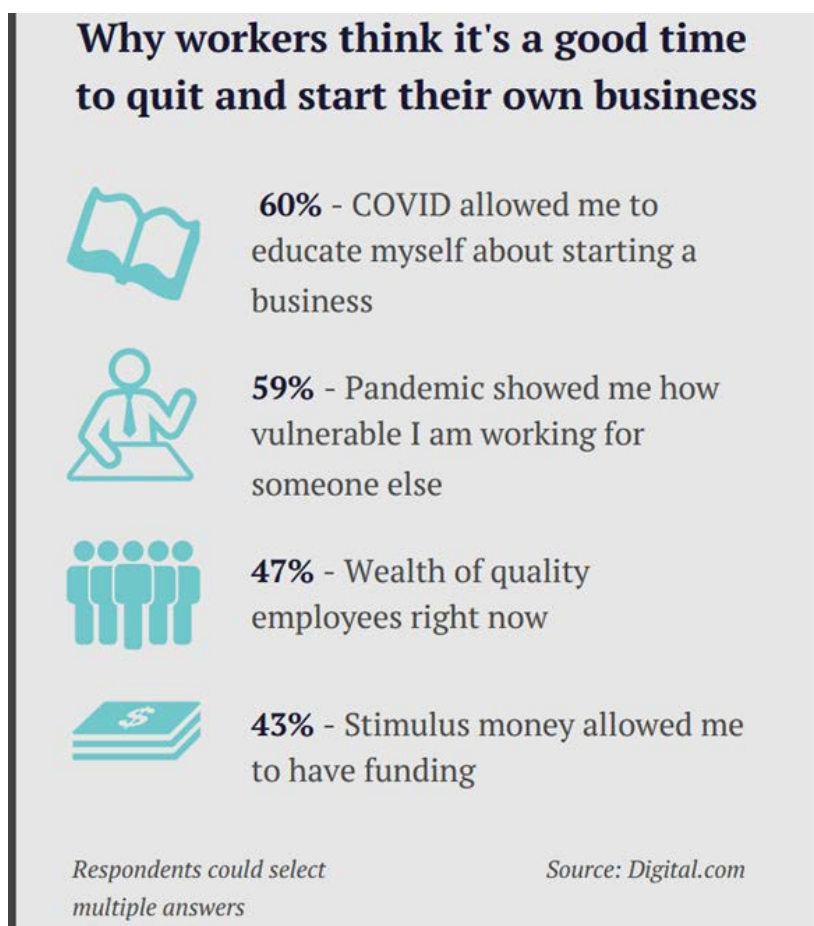 Why workers think it's a good time
to quit and start their own business
60% - COVID allowed me to
educate myself about starting a
business
59% - Pandemic showed me how
vulnerable I am working for
someone else
47% - Wealth of quality
employees right now
$
43% - Stimulus money allowed me
to have funding
Respondents could select
multiple answers
Source: Digital.com